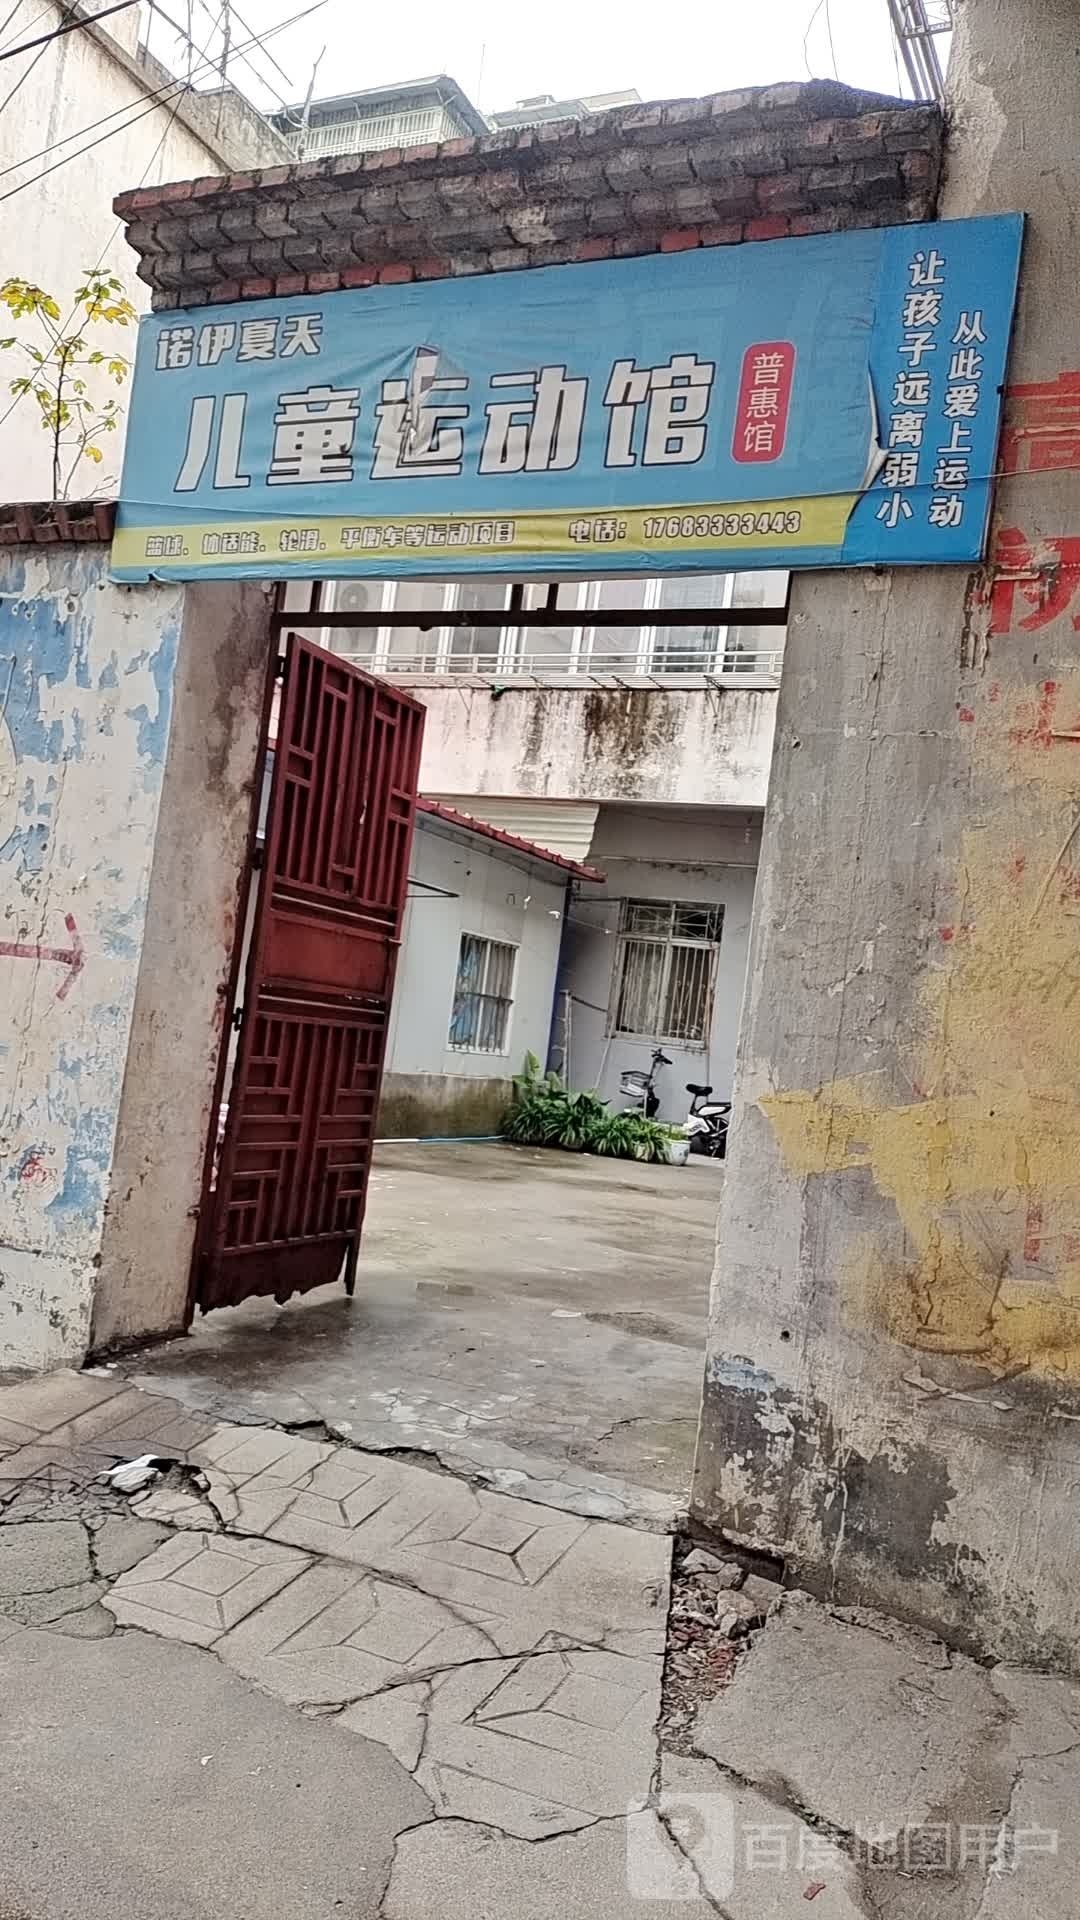 诺伊夏天
儿童运动馆
普惠馆
篮球、体适能、轮滑、平衡车等运动项目 电话：17683333443
从此爱上运动
让孩子远离弱小
百度地图用户